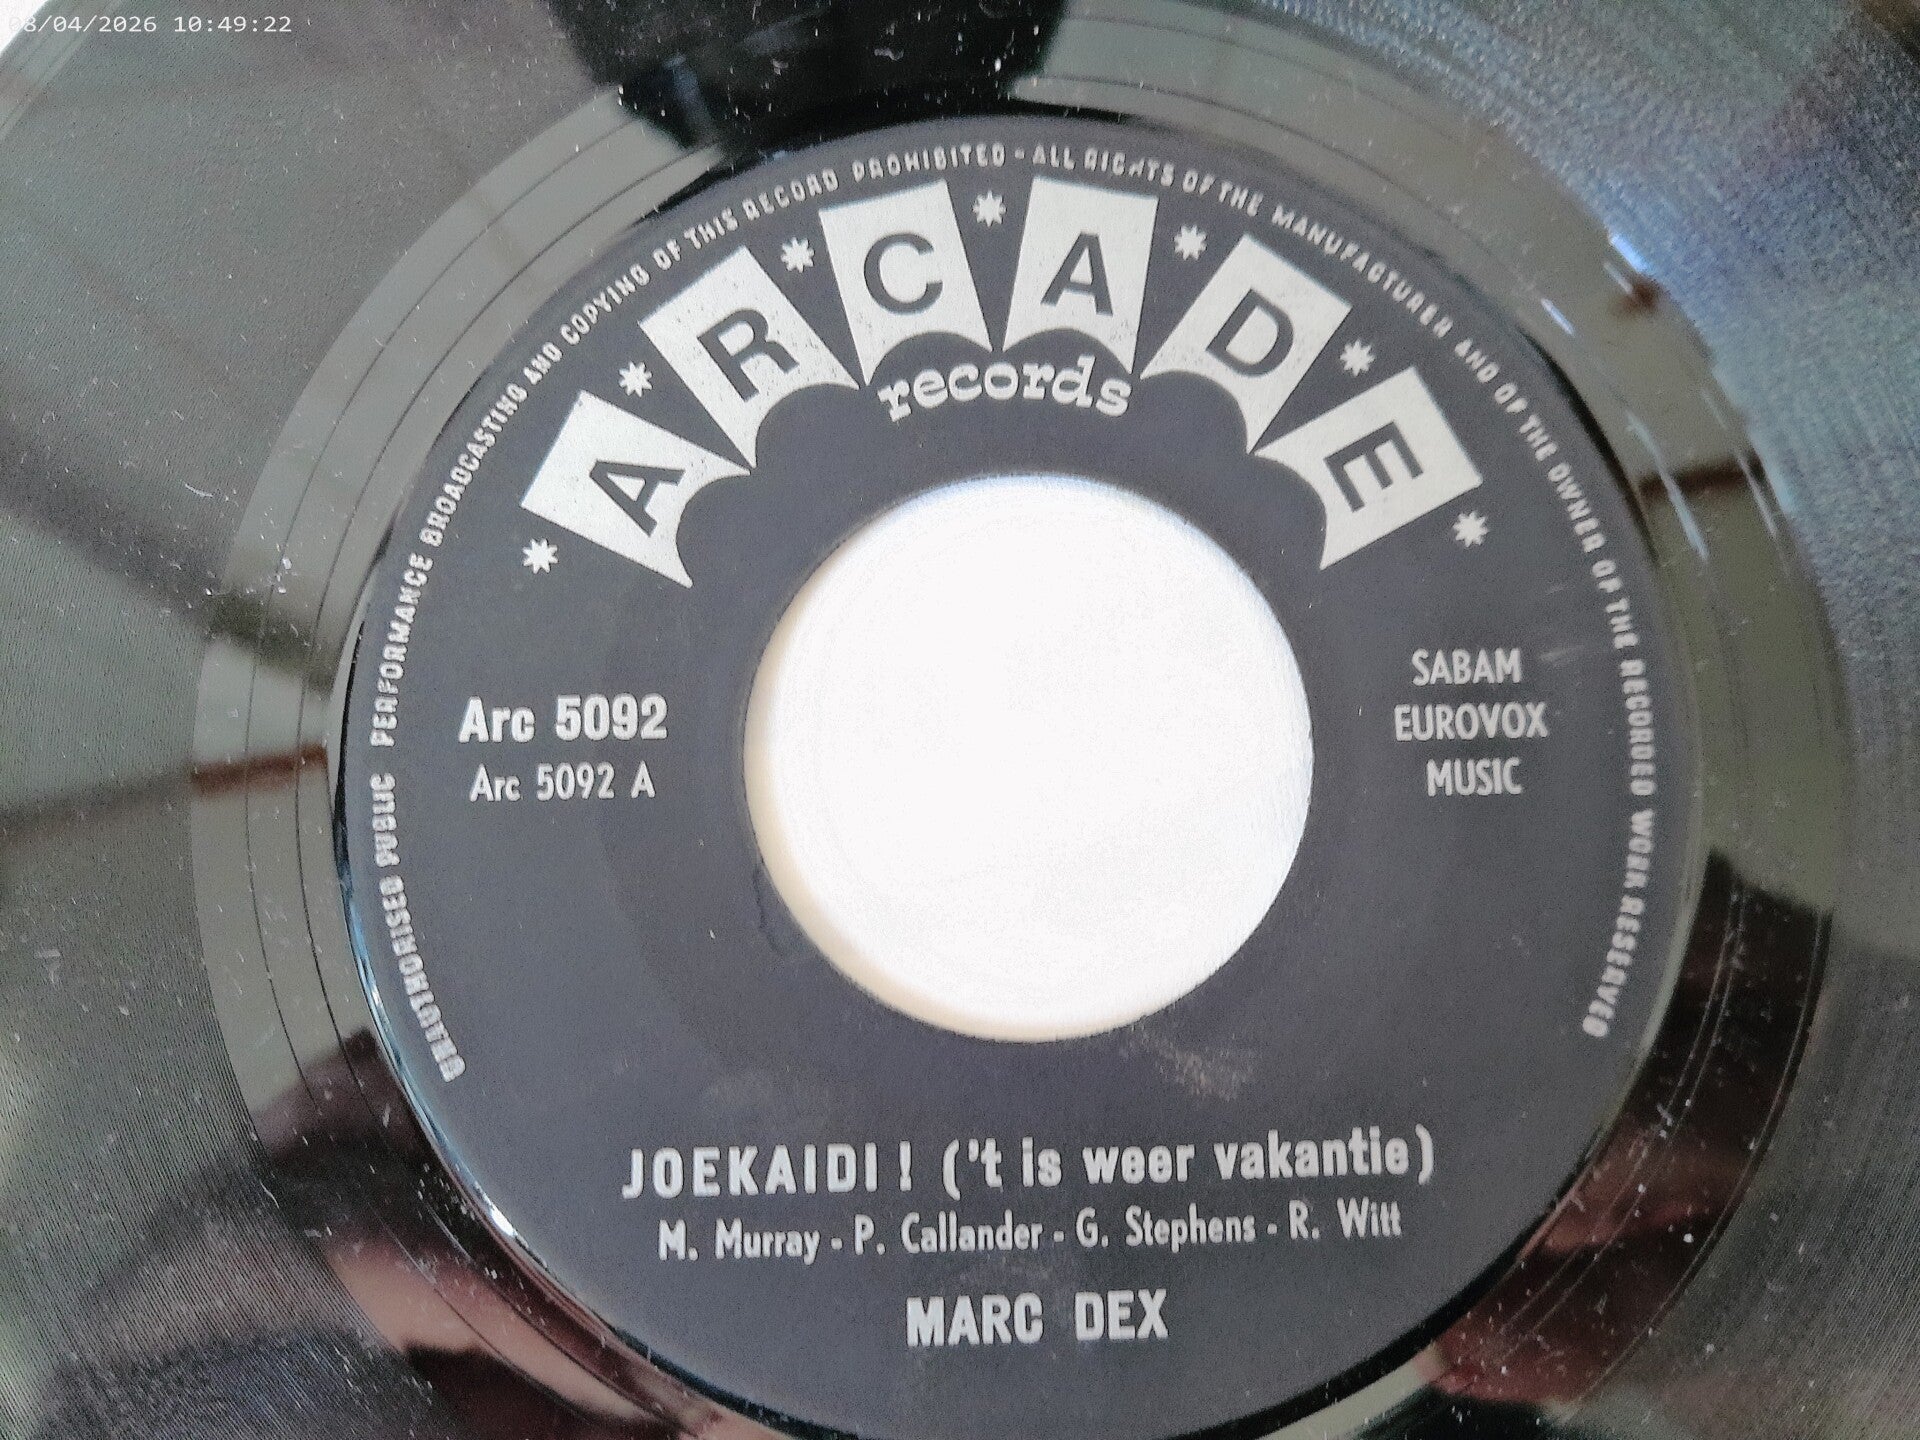 08/04/2026 10:49:22
UNAUTHORISED PUBLIC PERFORMANCE BROADCASTING AND COPYING OF THIS RECORD PROHIBITED - ALL RIGHTS OF THE MANUFACTURER AND OF THE OWNER OF THE RECORDED WORK RESERVED
ARCADE
records
Arc 5092
Arc 5092 A
SABAM
EUROVOX
MUSIC
JOEKAIDI ! ('t is weer vakantie)
M. Murray - P. Callander - G. Stephens - R. Witt
MARC DEX